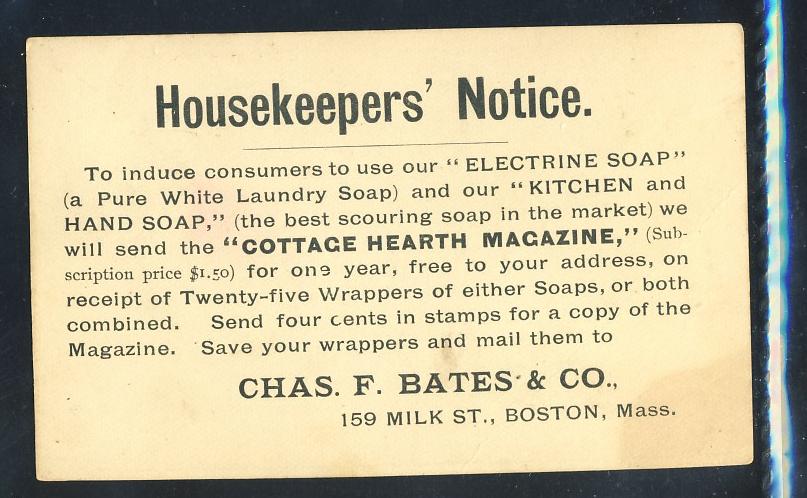 Housekeepers' Notice.
To induce consumers to use our "ELECTRINE SOAP"
(a Pure White Laundry Soap) and our "KITCHEN and
HAND SOAP," (the best scouring soap in the market) we
will send the "COTTAGE HEARTH MAGAZINE," (Sub-
scription price $1.50) for one year, free to your address, on
receipt of Twenty-five Wrappers of either Soaps, or both
combined. Send four cents in stamps for a copy of the
Magazine. Save your wrappers and mail them to
CHAS. F. BATES & CO.,
159 MILK ST., BOSTON, Mass.